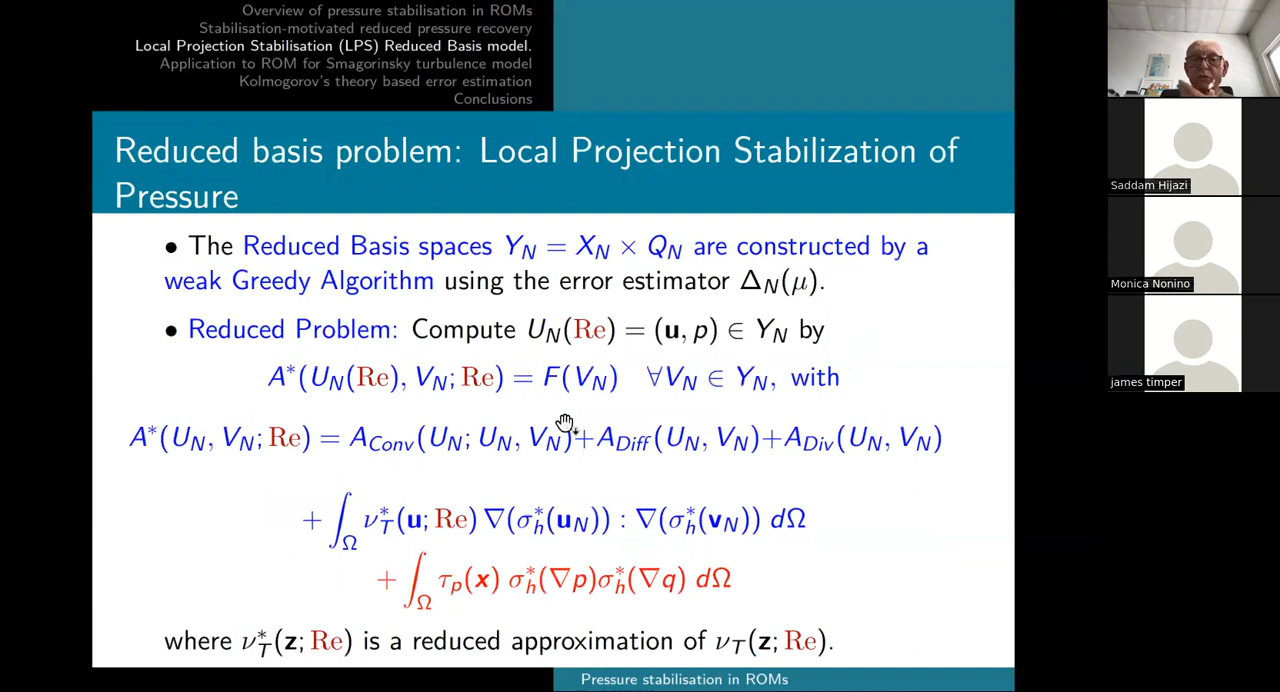 Overview of pressure stabilisation in ROMs
Stabilisation-motivated reduced pressure recovery
Local Projection Stabilisation (LPS) Reduced Basis model.
Application to ROM for Smagorinsky turbulence model
Kolmogorov's theory based error estimation
Conclusions
Reduced basis problem: Local Projection Stabilization of
Pressure
• The Reduced Basis spaces Y_N = X_N × Q_N are constructed by a
weak Greedy Algorithm using the error estimator Δ_N(μ).
• Reduced Problem: Compute U_N(Re) = (u, p) ∈ Y_N by
A*(U_N(Re), V_N; Re) = F(V_N) ∀V_N ∈ Y_N, with
A*(U_N, V_N; Re) = A_Conv(U_N; U_N, V_N)+A_Diff(U_N, V_N)+A_Div(U_N, V_N)
+ ∫_Ω ν*_T(u; Re) ∇(σ*_h(u_N)) : ∇(σ*_h(v_N)) dΩ
+ ∫_Ω τ_p(x) σ*_h(∇p)σ*_h(∇q) dΩ
where ν*_T(z; Re) is a reduced approximation of ν_T(z; Re).
Pressure stabilisation in ROMs
Saddam Hijazi
Monica Nonino
james timper